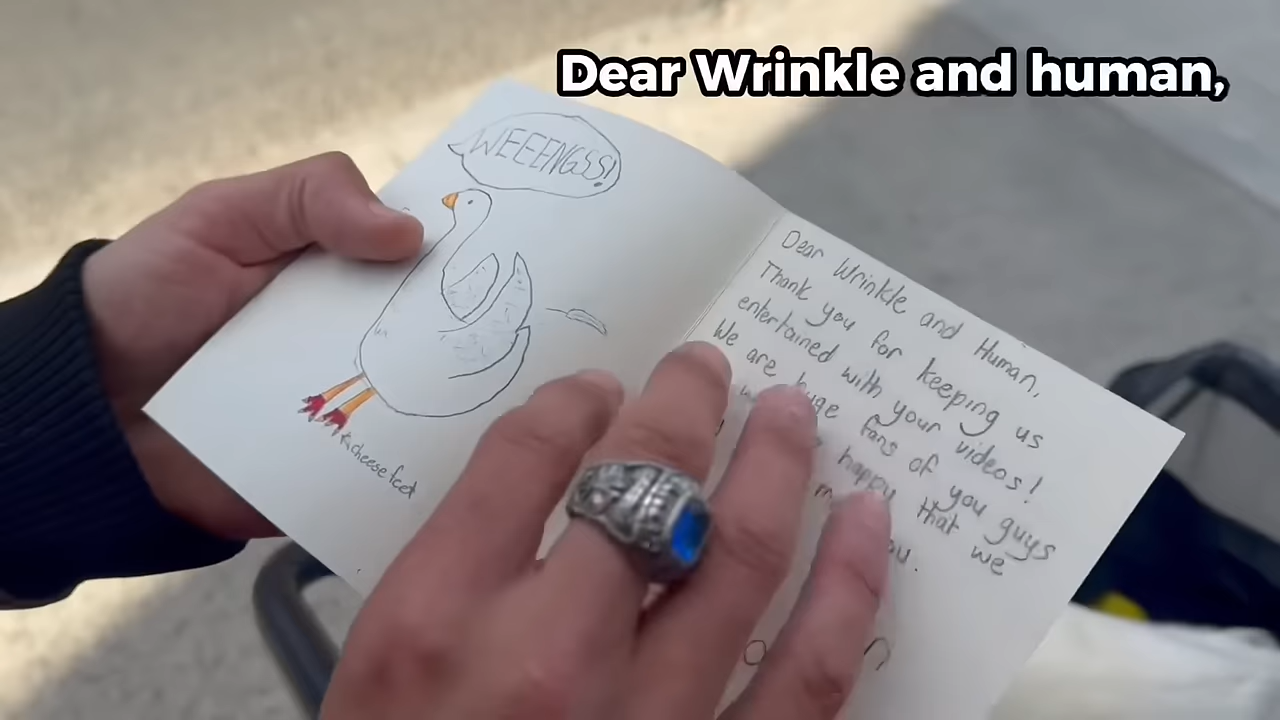 Dear Wrinkle and human,
WEEENGSS!
cheese feet
Dear Wrinkle and Human,
Thank you for keeping us
entertained with your videos!
We are huge fans of you guys
happy that we